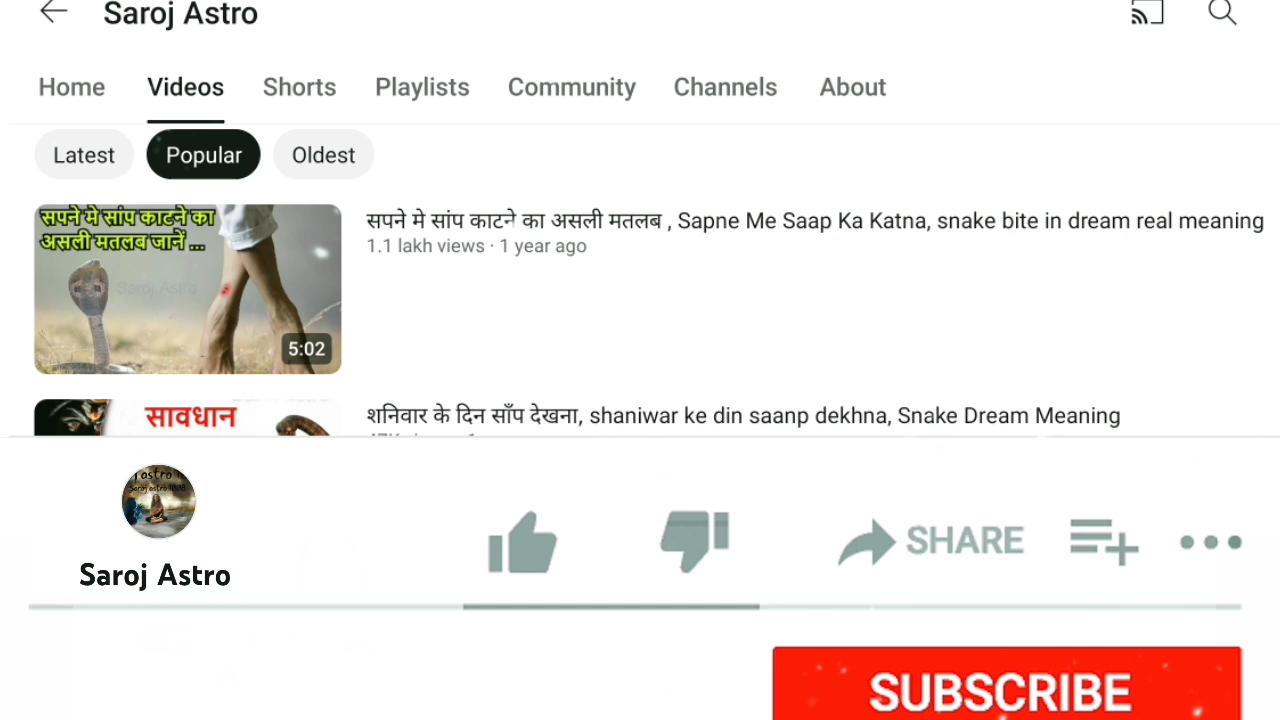 Saroj Astro
Home Videos Shorts Playlists Community Channels About
Latest Popular Oldest
सपने मे सांप काटने का
असली मतलब जानें ...
Saroj Astro
5:02
सपने मे सांप काटने का असली मतलब , Sapne Me Saap Ka Katna, snake bite in dream real meaning
1.1 lakh views · 1 year ago
सावधान
शनिवार के दिन साँप देखना, shaniwar ke din saanp dekhna, Snake Dream Meaning
Saroj Astro
SHARE
SUBSCRIBE